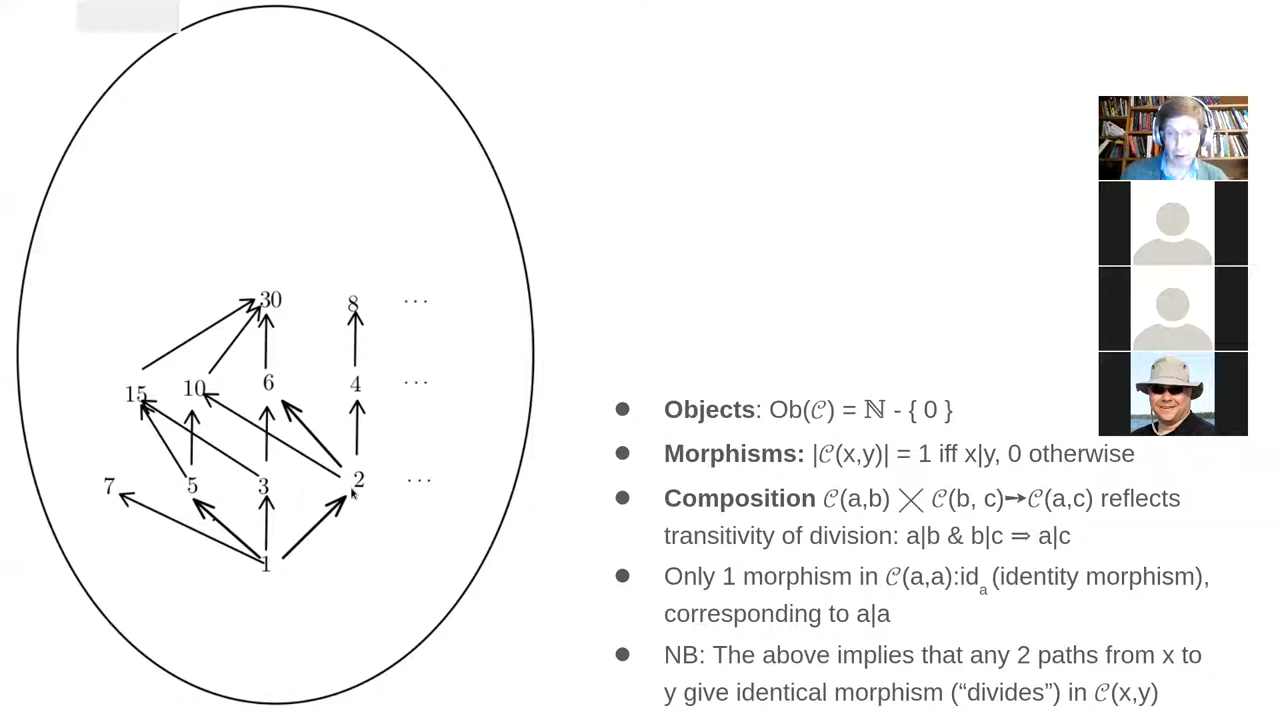 30 8 ···
15 10 6 4 ···
7 5 3 2 ···
1
● Objects: Ob(𝒞) = ℕ - { 0 }
● Morphisms: |𝒞(x,y)| = 1 iff x|y, 0 otherwise
● Composition 𝒞(a,b) ╳ 𝒞(b, c)➙𝒞(a,c) reflects
transitivity of division: a|b & b|c ⇒ a|c
● Only 1 morphism in 𝒞(a,a):idₐ (identity morphism),
corresponding to a|a
● NB: The above implies that any 2 paths from x to
y give identical morphism (“divides”) in 𝒞(x,y)